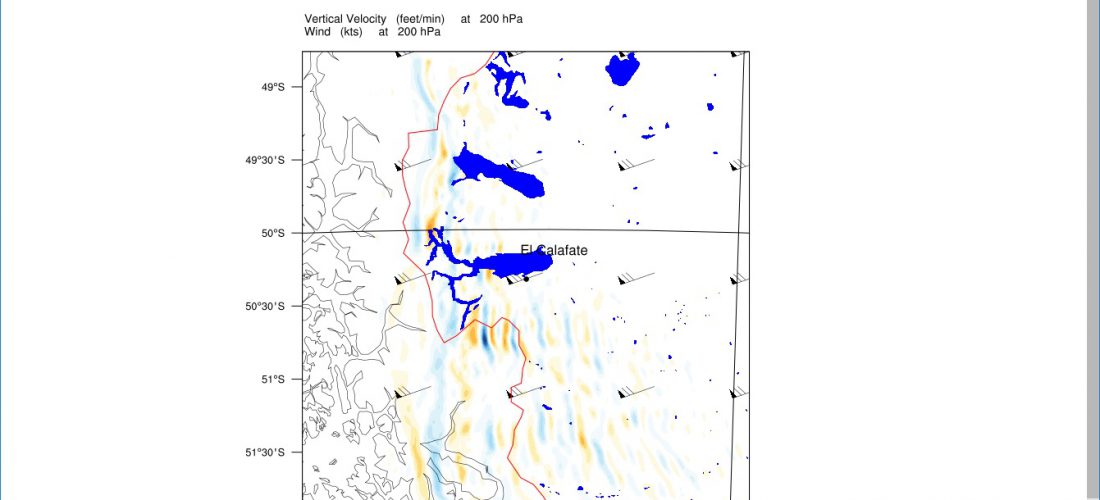 Vertical Velocity (feet/min) at 200 hPa
Wind (kts) at 200 hPa
49°S
49°30'S
50°S
El Calafate
50°30'S
51°S
51°30'S